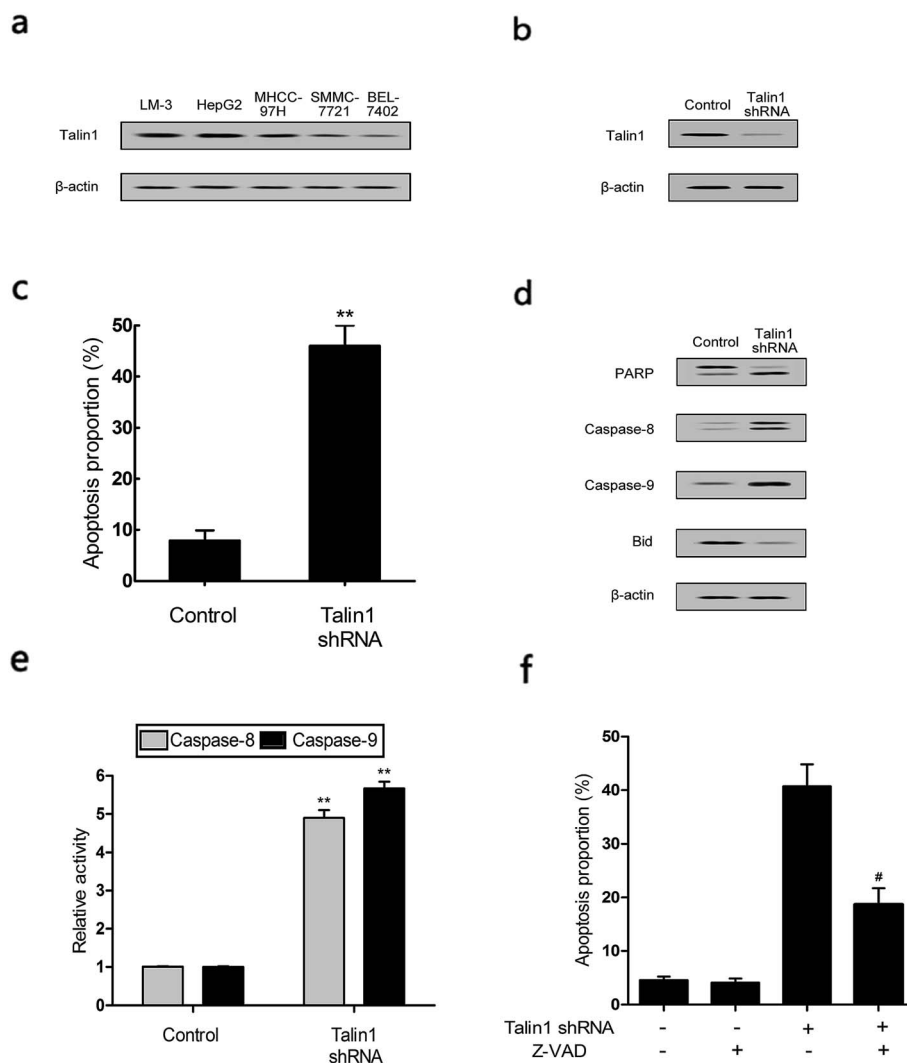 a
LM-3 HepG2 MHCC-97H SMMC-7721 BEL-7402
Talin1
β-actin
b
Control Talin1 shRNA
Talin1
β-actin
c
Apoptosis proportion (%)
50
40
30
20
10
0
**
Control Talin1
shRNA
d
Control Talin1 shRNA
PARP
Caspase-8
Caspase-9
Bid
β-actin
e
Caspase-8 Caspase-9
Relative activity
6
5
4
3
2
1
0
** **
Control Talin1
shRNA
f
Apoptosis proportion (%)
50
40
30
20
10
0
#
Talin1 shRNA - - + +
Z-VAD - + - +